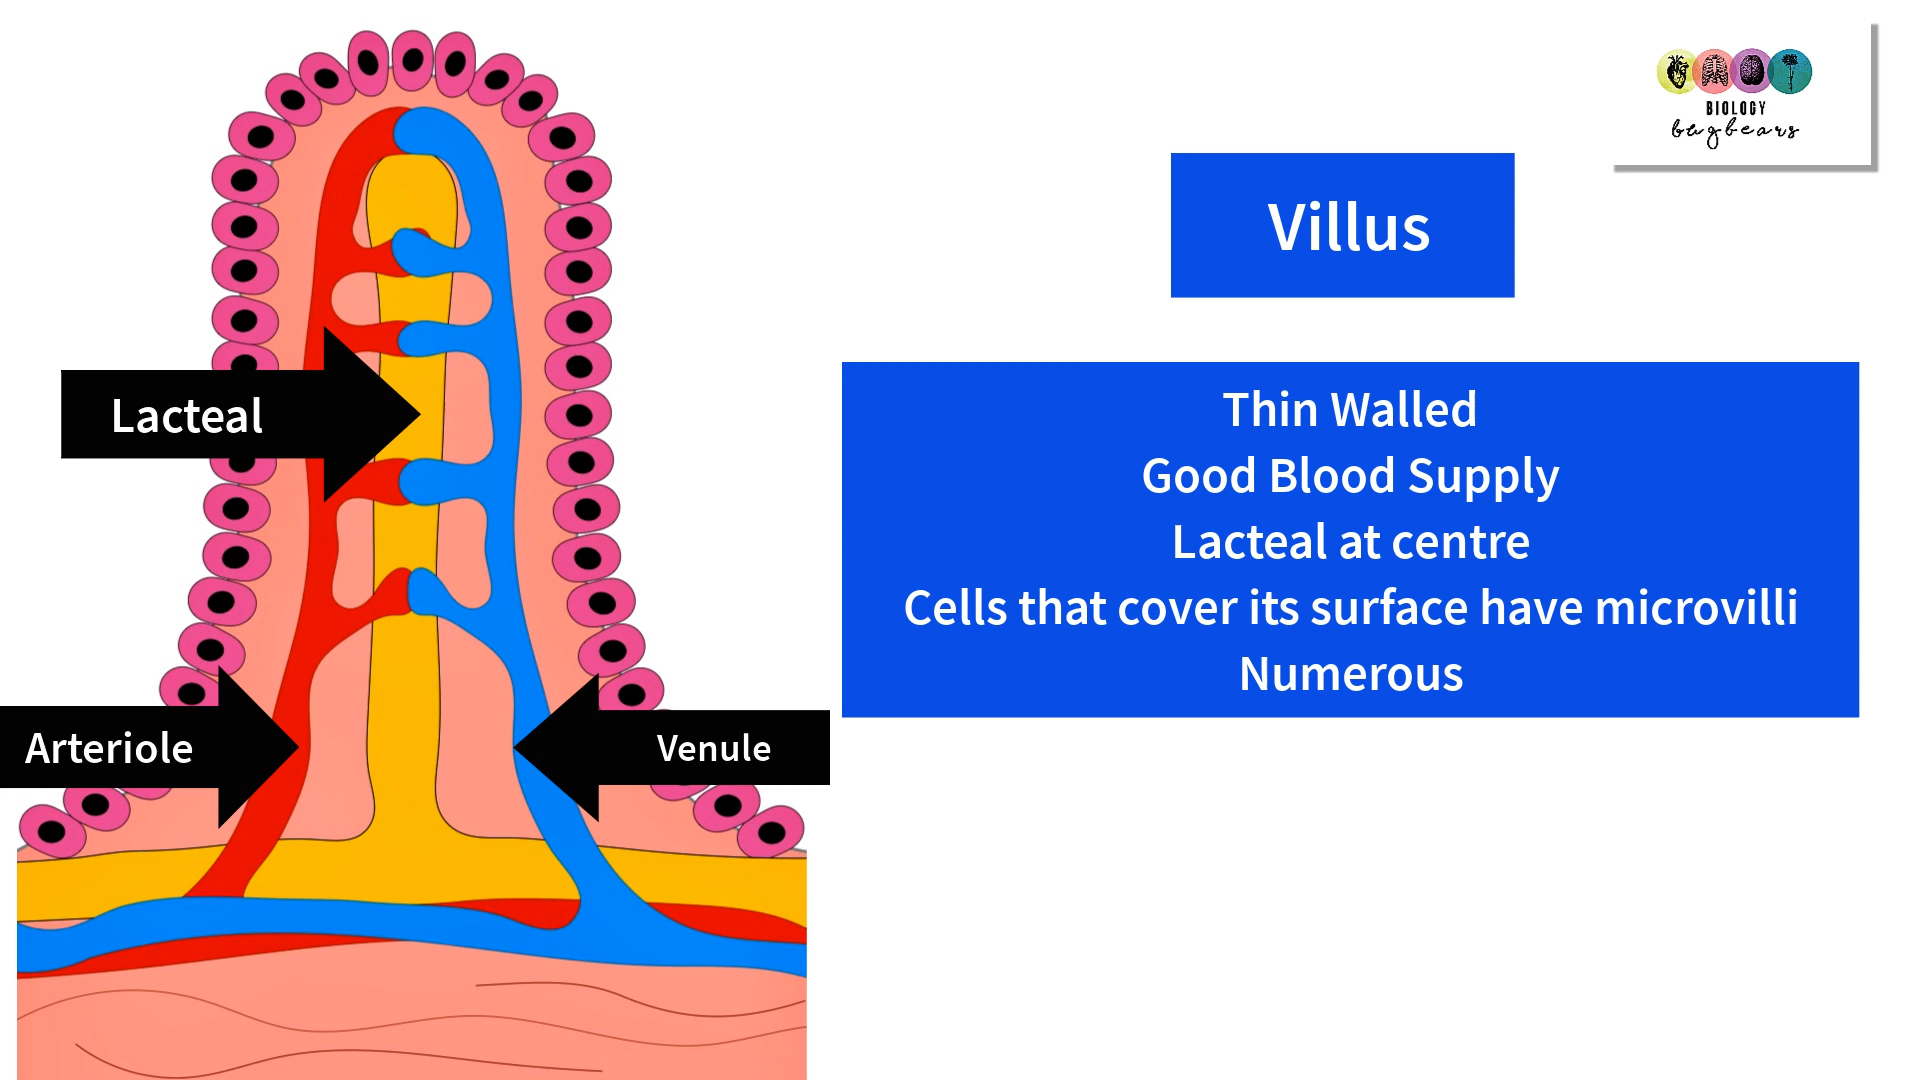 BIOLOGY
bugbears
Villus
Thin Walled
Good Blood Supply
Lacteal at centre
Cells that cover its surface have microvilli
Numerous
Lacteal
Arteriole
Venule